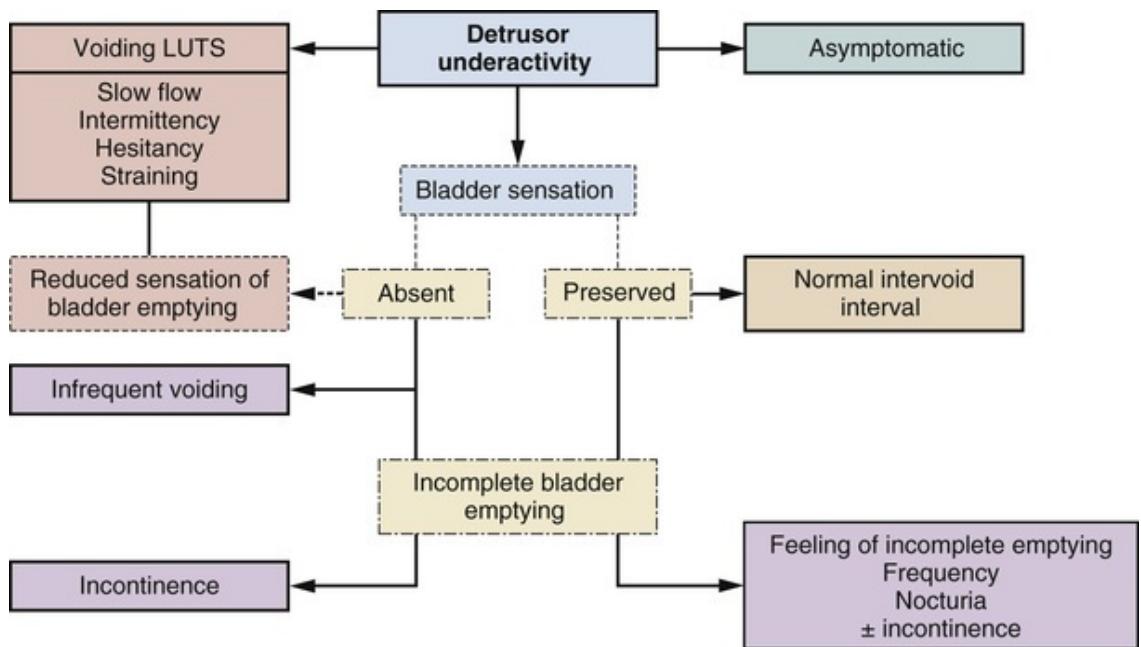 Voiding LUTS
Slow flow
Intermittency
Hesitancy
Straining
Detrusor
underactivity
Asymptomatic
Bladder sensation
Reduced sensation of
bladder emptying
Absent
Preserved
Normal intervoid
interval
Infrequent voiding
Incomplete bladder
emptying
Incontinence
Feeling of incomplete emptying
Frequency
Nocturia
± incontinence